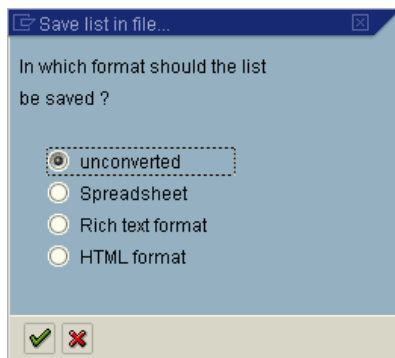 Save list in file...
In which format should the list
be saved ?
unconverted
Spreadsheet
Rich text format
HTML format